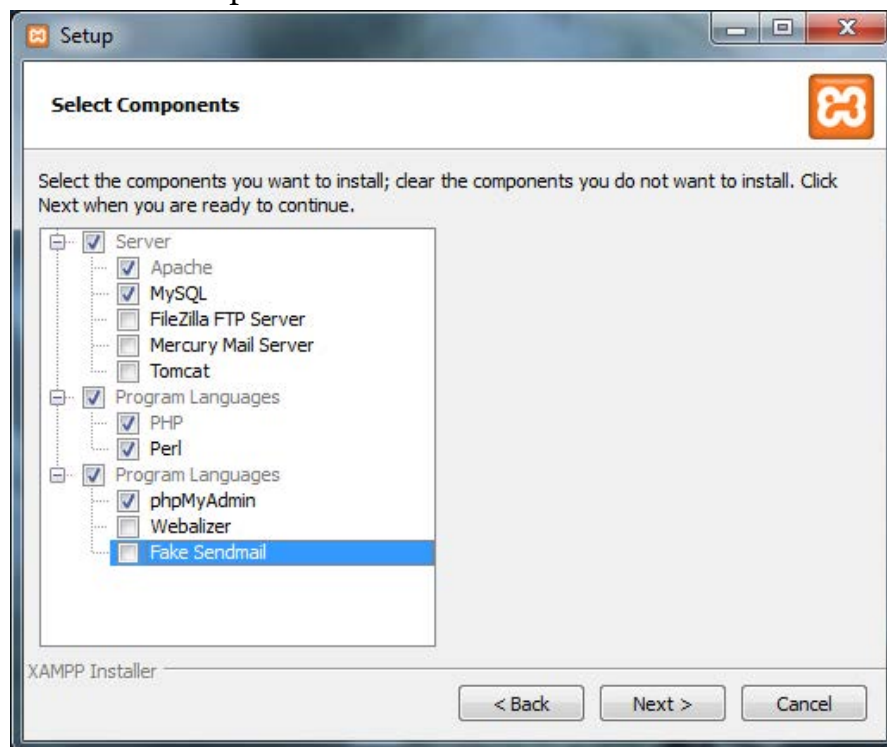 Setup
Select Components
Select the components you want to install; clear the components you do not want to install. Click
Next when you are ready to continue.
Server
Apache
MySQL
FileZilla FTP Server
Mercury Mail Server
Tomcat
Program Languages
PHP
Perl
Program Languages
phpMyAdmin
Webalizer
Fake Sendmail
XAMPP Installer
< Back
Next >
Cancel